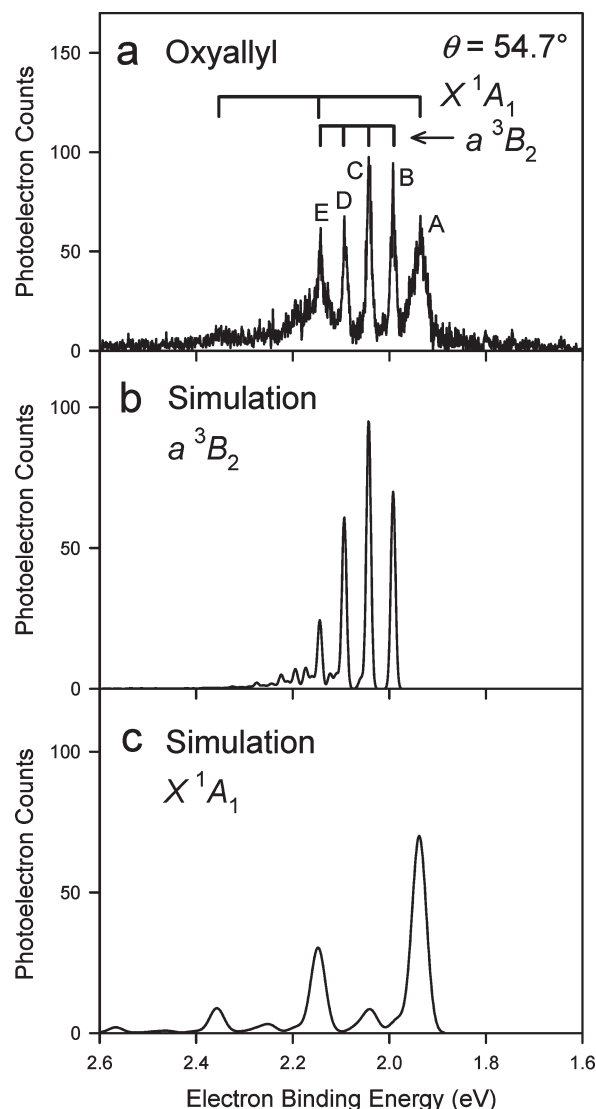 a Oxyallyl
θ = 54.7°
X ¹A₁
a ³B₂
A
B
C
D
E
Photoelectron Counts
150
100
50
0
b Simulation
a ³B₂
Photoelectron Counts
100
50
0
c Simulation
X ¹A₁
Photoelectron Counts
100
50
0
2.6 2.4 2.2 2.0 1.8 1.6
Electron Binding Energy (eV)